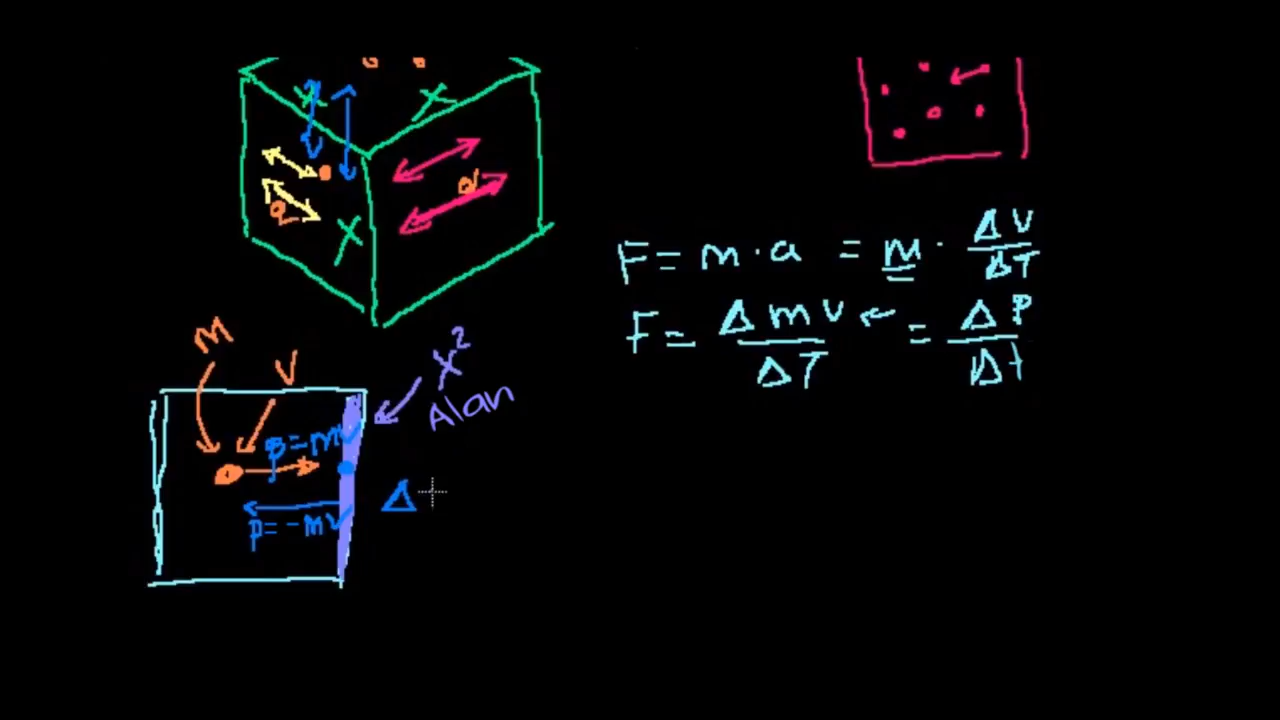 X X
X
F = m · a = m · ΔV/ΔT
F = ΔmV/ΔT = ΔP/Δt
M
V
X²
Alan
P=mV
P=-mV
Δ